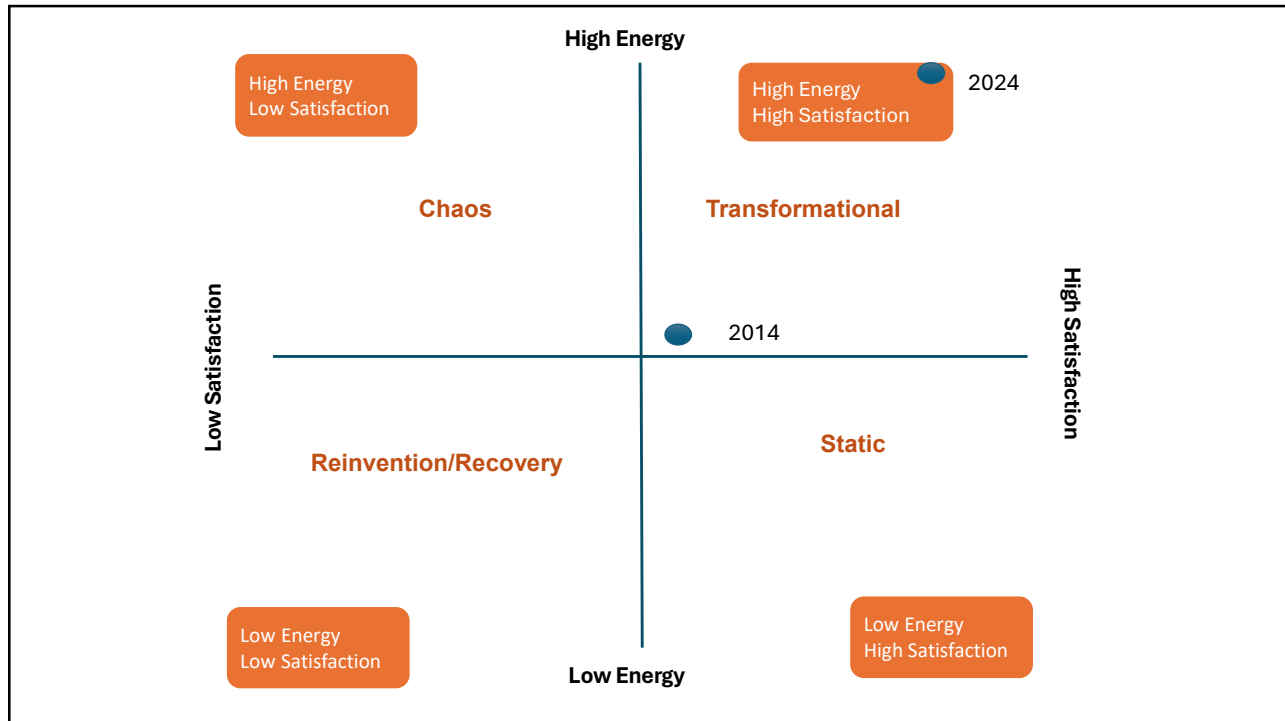 High Energy
High Energy
Low Satisfaction
High Energy
High Satisfaction
2024
Chaos
Transformational
Low Satisfaction
High Satisfaction
2014
Reinvention/Recovery
Static
Low Energy
Low Satisfaction
Low Energy
High Satisfaction
Low Energy